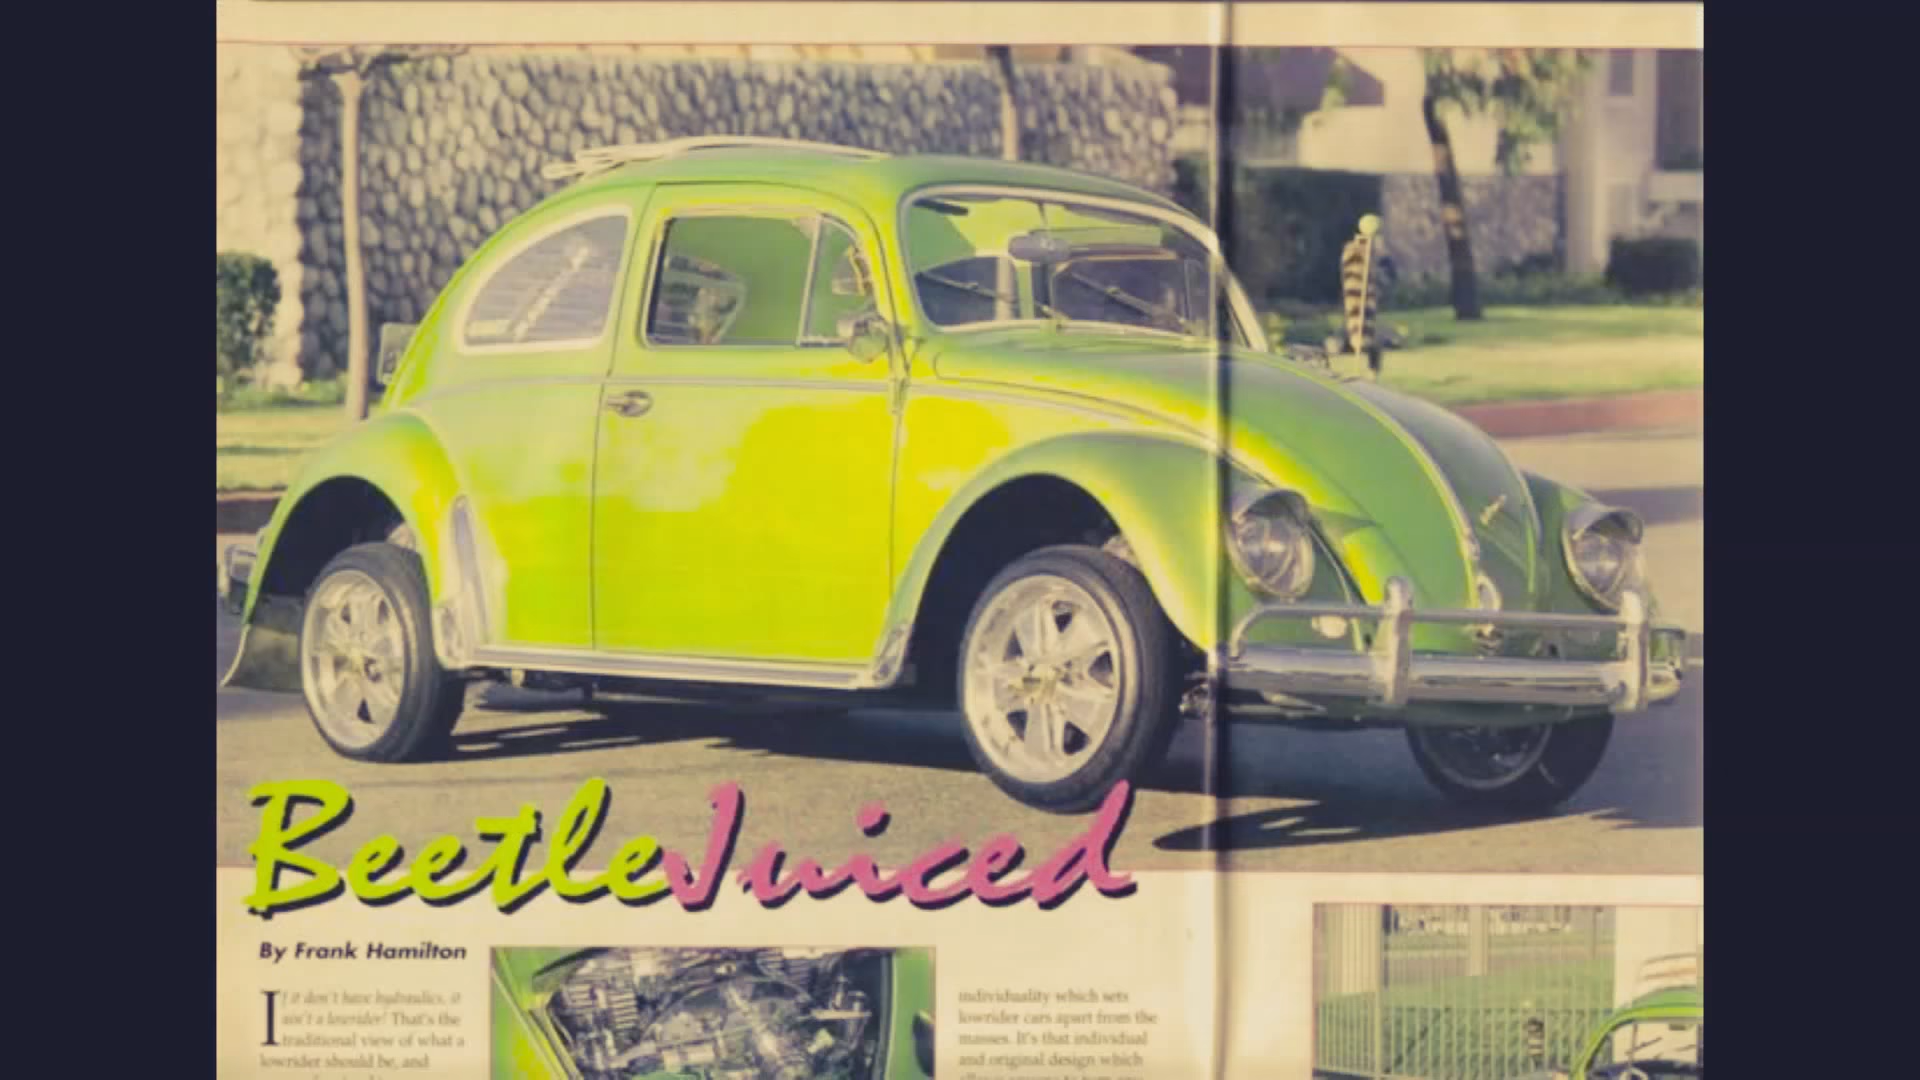 BeetleJuiced
By Frank Hamilton
If it don't have hydraulics, it
ain't a lowrider! That's the
traditional view of what a
lowrider should be, and
individuality which sets
lowrider cars apart from the
masses. It's that individual
and original design which